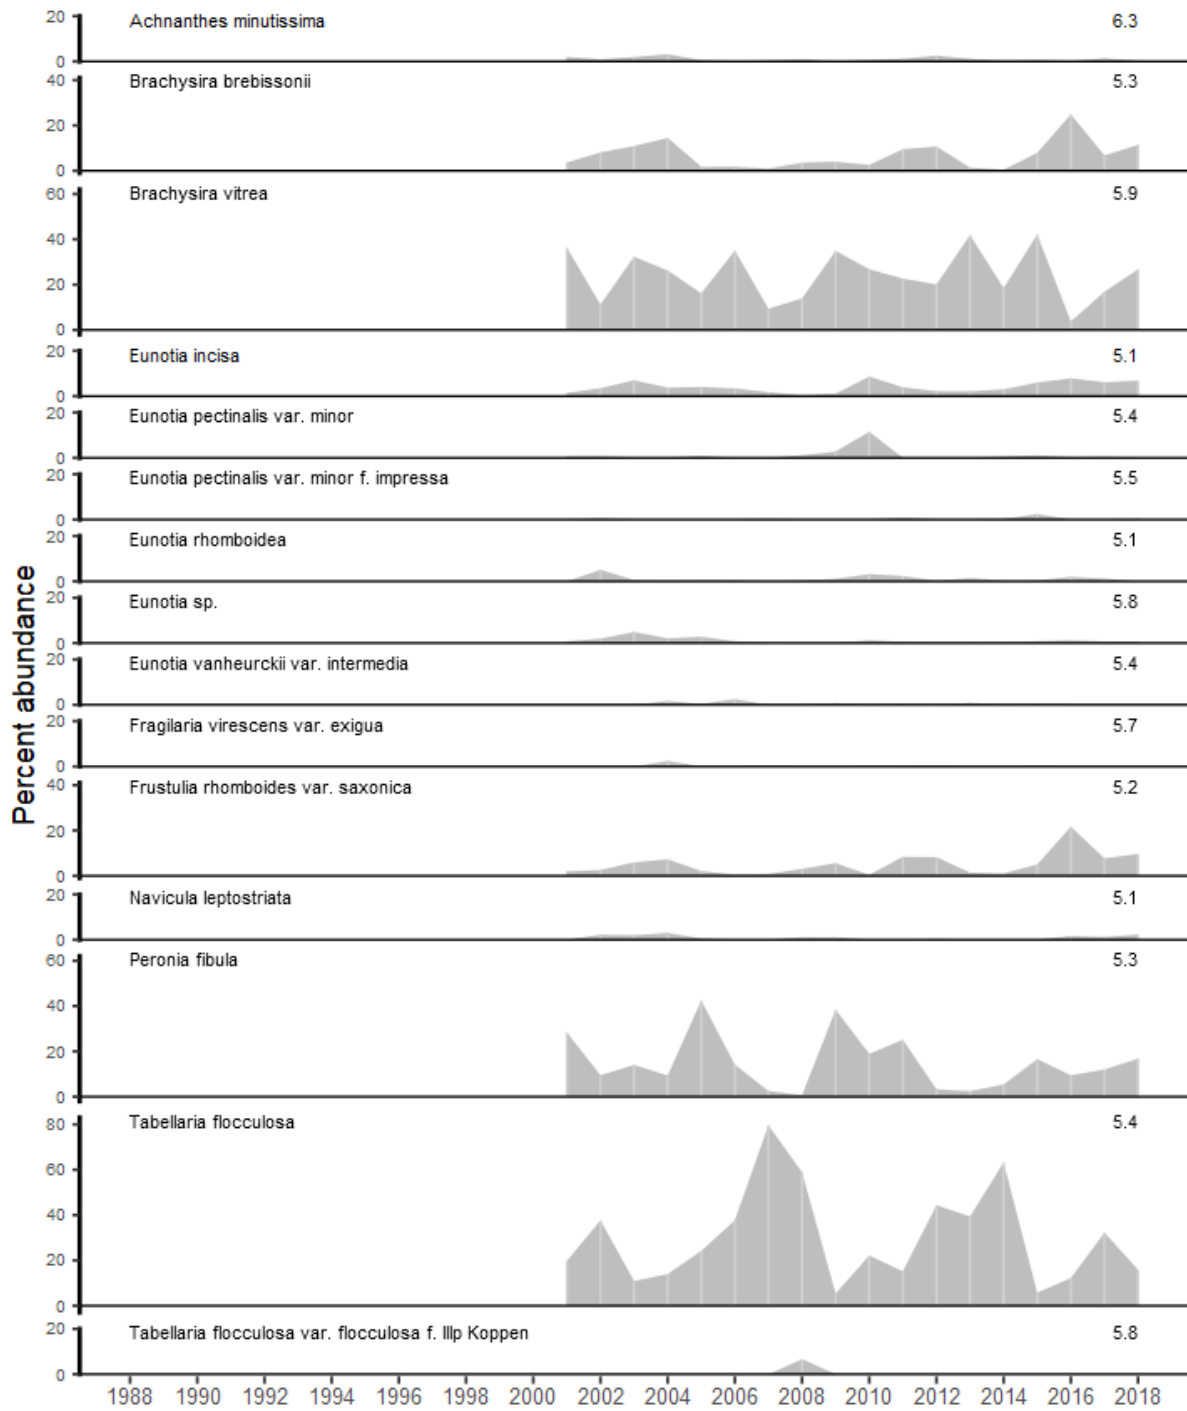 Percent abundance
20 Achnanthes minutissima 6.3
0
40 Brachysira brebissonii 5.3
20
0
60 Brachysira vitrea 5.9
40
20
0
20 Eunotia incisa 5.1
0
20 Eunotia pectinalis var. minor 5.4
0
20 Eunotia pectinalis var. minor f. impressa 5.5
0
20 Eunotia rhomboidea 5.1
0
20 Eunotia sp. 5.8
0
20 Eunotia vanheurckii var. intermedia 5.4
0
20 Fragilaria virescens var. exigua 5.7
0
40 Frustulia rhomboides var. saxonica 5.2
20
0
20 Navicula leptostriata 5.1
0
60 Peronia fibula 5.3
40
20
0
80 Tabellaria flocculosa 5.4
60
40
20
0
20 Tabellaria flocculosa var. flocculosa f. IIIp Koppen 5.8
0
1988 1990 1992 1994 1996 1998 2000 2002 2004 2006 2008 2010 2012 2014 2016 2018